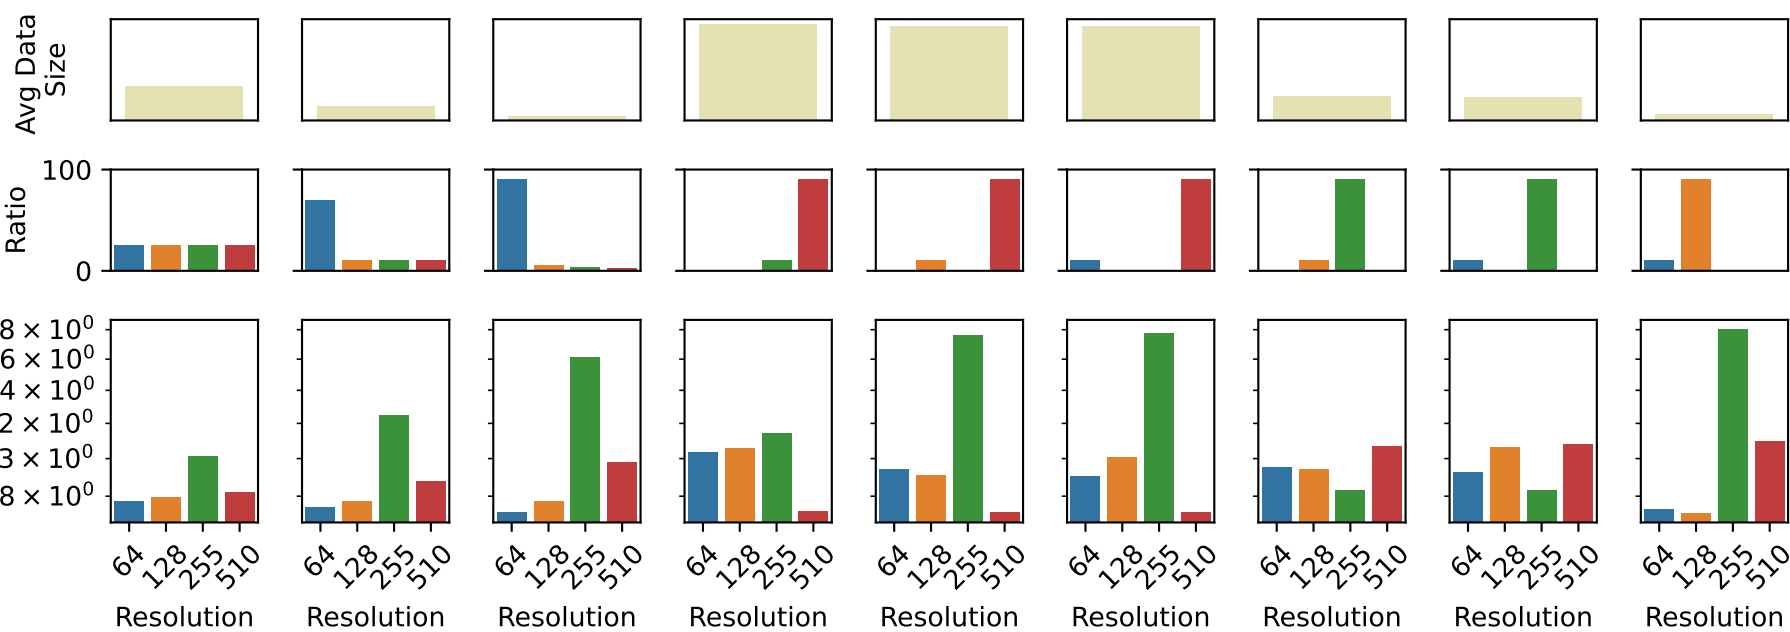 Avg Data
Size
100
Ratio
0
8 × 10⁰
6 × 10⁰
4 × 10⁰
2 × 10⁰
3 × 10⁰
8 × 10⁰
64 128 255 510 64 128 255 510 64 128 255 510 64 128 255 510 64 128 255 510 64 128 255 510 64 128 255 510 64 128 255 510 64 128 255 510
Resolution Resolution Resolution Resolution Resolution Resolution Resolution Resolution Resolution